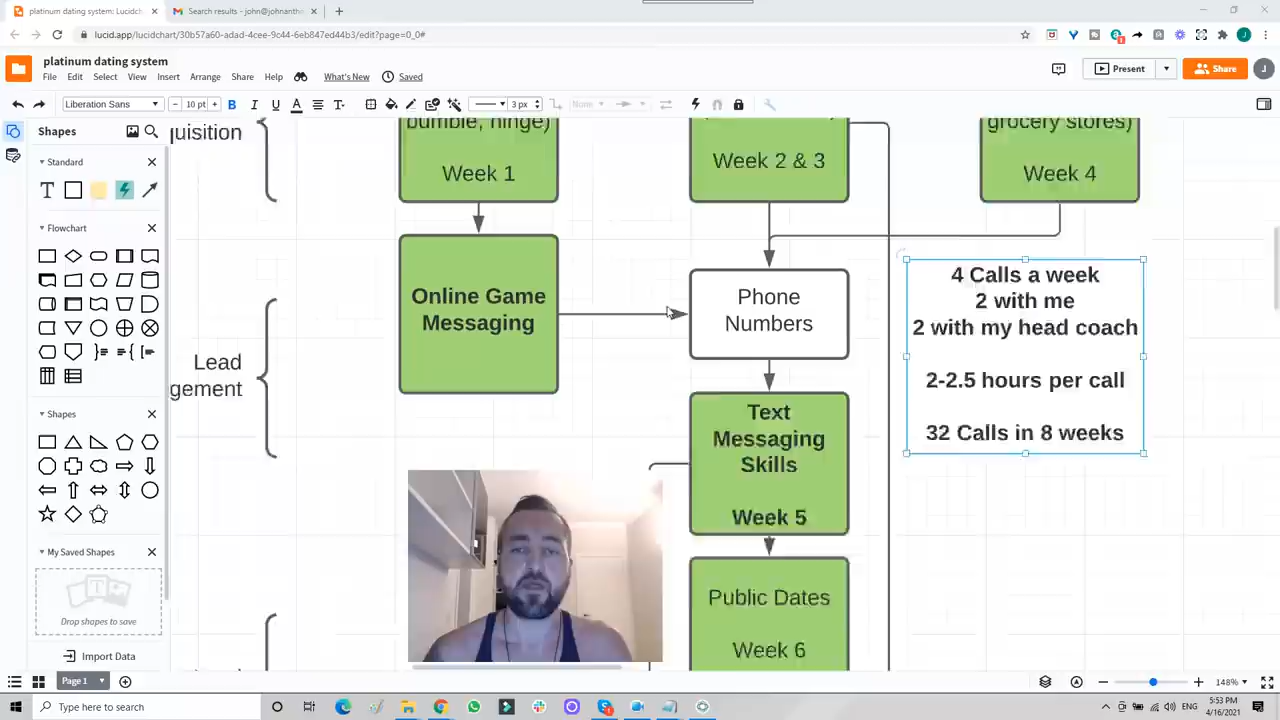 platinum dating system: Lucidch
Search results - john@johnanth
lucid.app/lucidchart/30b57a60-adad-4cee-9c44-6eb847ed44b3/edit?page=0_0#
platinum dating system
File Edit Select View Insert Arrange Share Help What's New Saved
Present
Share
J
Liberation Sans
10 pt
B I U A T
3 px
None
Shapes
Standard
Flowchart
Shapes
My Saved Shapes
Drop shapes to save
Import Data
quisition
bumble, hinge)
Week 1
Week 2 & 3
grocery stores)
Week 4
Online Game
Messaging
Phone
Numbers
4 Calls a week
2 with me
2 with my head coach
2-2.5 hours per call
32 Calls in 8 weeks
Lead
gement
Text
Messaging
Skills
Week 5
Public Dates
Week 6
Page 1
148%
Type here to search
ENG
5:53 PM
4/16/2021